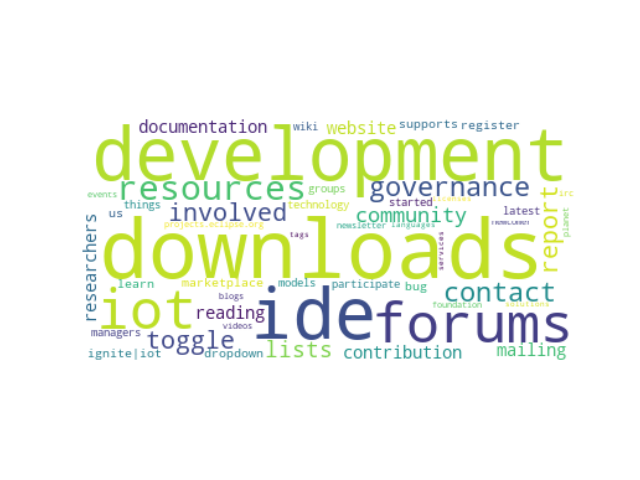 documentation wiki website supports register
development
events resources groups governance licenses irc
things technology started
us involved community latest
researchers projects.eclipse.org newsletter languages report planet
tags
downloads services
learn marketplace models participate bug contact
iot blogs ide foundation solutions
reading forums
managers videos
toggle
ignite|iot dropdown lists contribution mailing